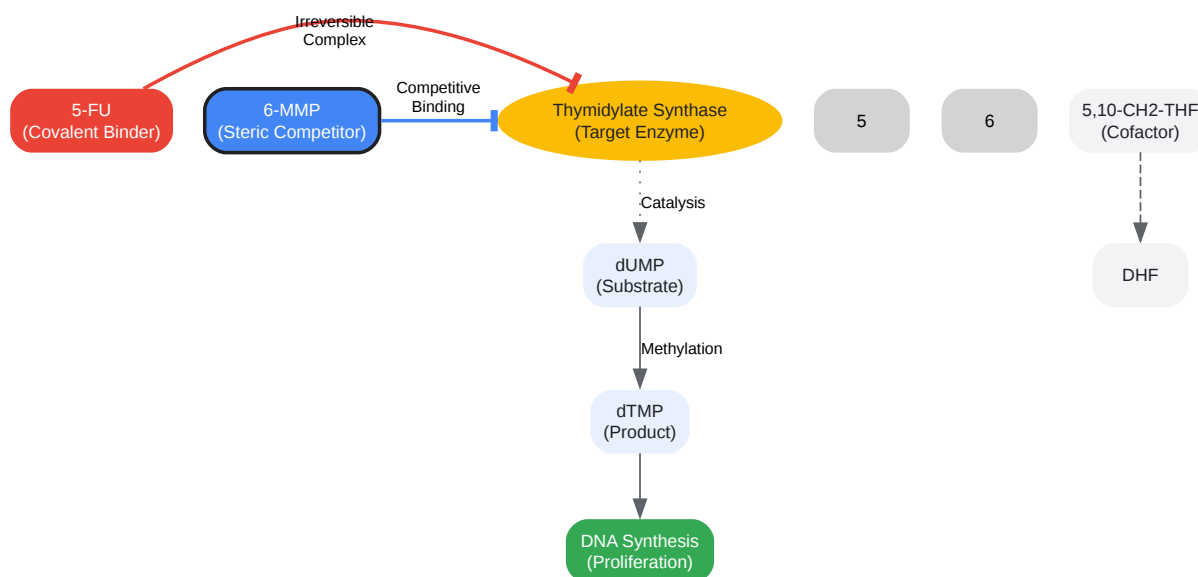 Irreversible
Complex
5-FU
(Covalent Binder)
6-MMP
(Steric Competitor)
Competitive
Binding
Thymidylate Synthase
(Target Enzyme)
5
6
5,10-CH2-THF
(Cofactor)
Catalysis
dUMP
(Substrate)
DHF
Methylation
dTMP
(Product)
DNA Synthesis
(Proliferation)